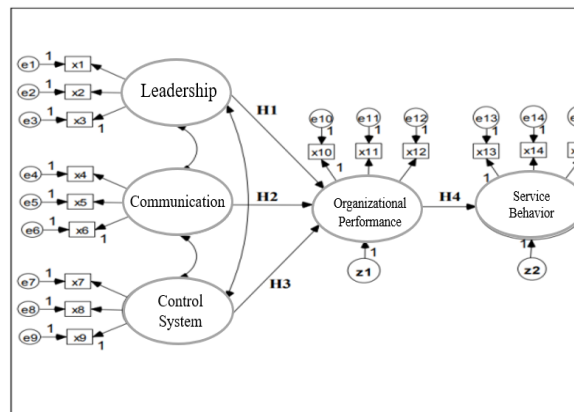 e1 1 x1
e2 1 x2
e3 1 x3 1
Leadership
e4 1 x4
e5 1 x5
e6 1 x6 1
Communication
e7 1 x7
e8 1 x8
e9 1 x9 1
Control
System
H1
H2
H3
e10 e11 e12
1 1 1
x10 x11 x12
1
Organizational
Performance
1
z1
H4
e13 e14 e
1 1
x13 x14
1
Service
Behavior
1
z2